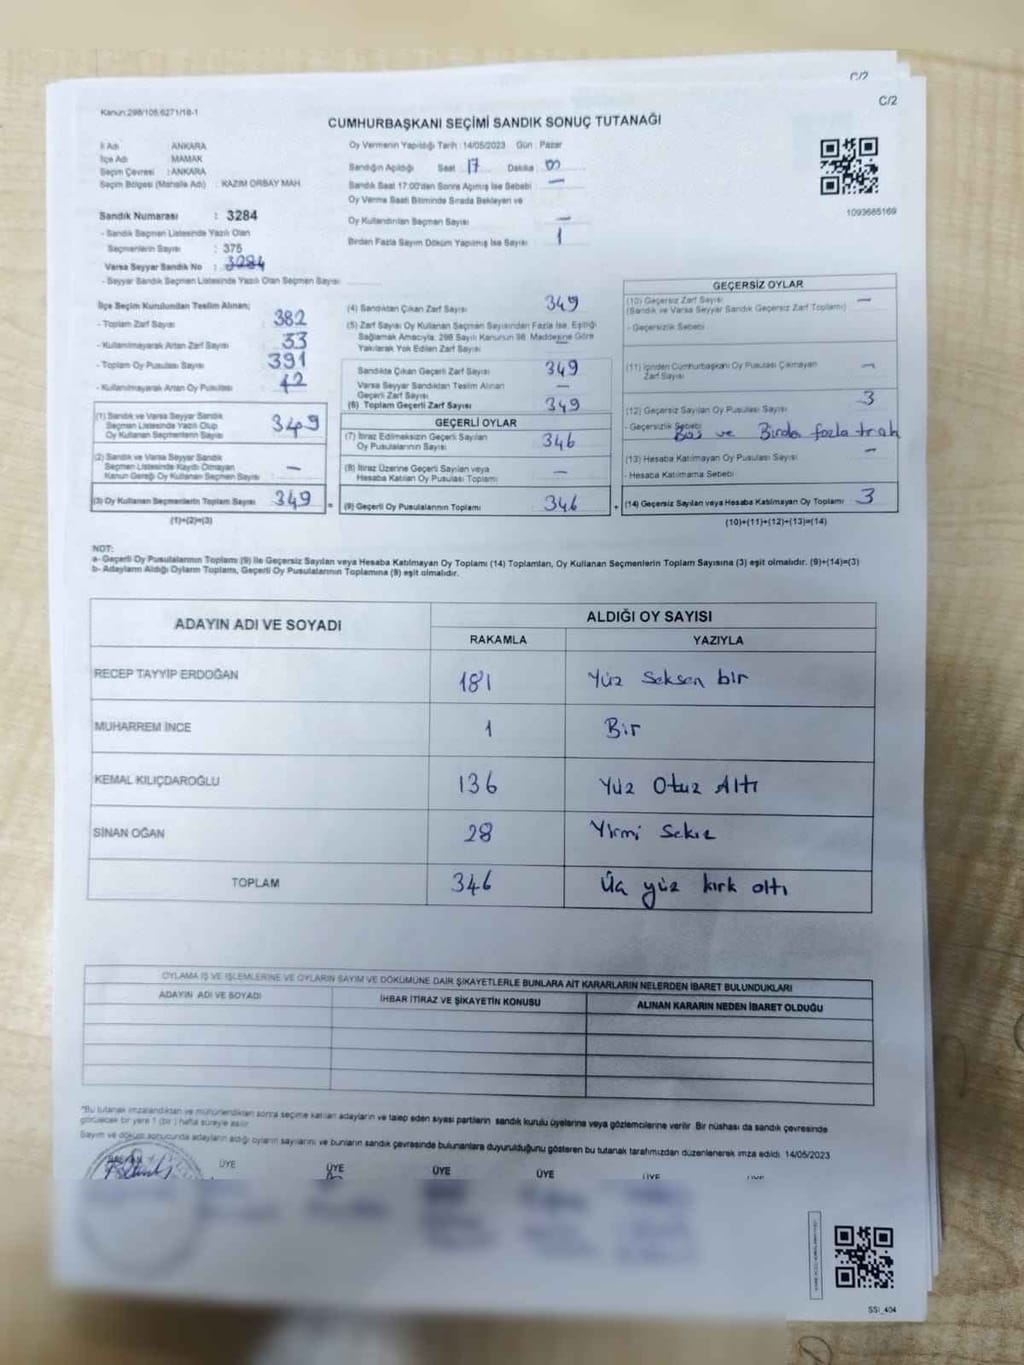 C/2
C/2
Kanun:298/105,6271/18-1
CUMHURBAŞKANI SEÇİMİ SANDIK SONUÇ TUTANAĞI
İl Adı : ANKARA
İlçe Adı : MAMAK
Seçim Çevresi : ANKARA
Seçim Bölgesi (Mahalle Adı) : KAZIM ORBAY MAH.
Sandık Numarası : 3284
- Sandık Seçmen Listesinde Yazılı Olan
Seçmenlerin Sayısı : 375
Varsa Seyyar Sandık No : 3284
- Seyyar Sandık Seçmen Listesinde Yazılı Olan Seçmen Sayısı
Oy Vermenin Yapıldığı Tarih : 14/05/2023 Gün : Pazar
Sandığın Açıldığı Saat 17 Dakika 00
Sandık Saat 17:00'dan Sonra Açılmış İse Sebebi —
Oy Verme Saati Bitiminde Sırada Bekleyen ve
Oy Kullandırılan Seçmen Sayısı —
Birden Fazla Sayım Döküm Yapılmış İse Sayısı 1
1093685169
İlçe Seçim Kurulundan Teslim Alınan;
- Toplam Zarf Sayısı 382
- Kullanılmayarak Artan Zarf Sayısı 33
- Toplam Oy Pusulası Sayısı 391
- Kullanılmayarak Artan Oy Pusulası 42
(1) Sandık ve Varsa Seyyar Sandık
Seçmen Listesinde Yazılı Olup
Oy Kullanan Seçmenlerin Sayısı 349
(2) Sandık ve Varsa Seyyar Sandık
Seçmen Listesinde Kaydı Olmayan
Kanun Gereği Oy Kullanan Seçmen Sayısı —
(3) Oy Kullanan Seçmenlerin Toplam Sayısı 349 =
(1)+(2)=(3)
(4) Sandıktan Çıkan Zarf Sayısı 349
(5) Zarf Sayısı Oy Kullanan Seçmen Sayısından Fazla İse, Eşitliği
Sağlamak Amacıyla; 298 Sayılı Kanunun 98. Maddesine Göre
Yakılarak Yok Edilen Zarf Sayısı —
Sandıkta Çıkan Geçerli Zarf Sayısı 349
Varsa Seyyar Sandıktan Teslim Alınan
Geçerli Zarf Sayısı —
(6) Toplam Geçerli Zarf Sayısı 349
GEÇERLİ OYLAR
(7) İtiraz Edilmeksizin Geçerli Sayılan
Oy Pusulalarının Sayısı 346
(8) İtiraz Üzerine Geçerli Sayılan veya
Hesaba Katılan Oy Pusulası Toplamı —
(9) Geçerli Oy Pusulalarının Toplamı 346 +
GEÇERSİZ OYLAR
(10) Geçersiz Zarf Sayısı —
(Sandık ve Varsa Seyyar Sandık Geçersiz Zarf Toplamı)
- Geçersizlik Sebebi
(11) İçinden Cumhurbaşkanı Oy Pusulası Çıkmayan
Zarf Sayısı —
(12) Geçersiz Sayılan Oy Pusulası Sayısı 3
- Geçersizlik Sebebi Boş ve Birden fazla
(13) Hesaba Katılmayan Oy Pusulası Sayısı —
- Hesaba Katılmama Sebebi
(14) Geçersiz Sayılan veya Hesaba Katılmayan Oy Toplamı 3
(10)+(11)+(12)+(13)=(14)
NOT:
a- Geçerli Oy Pusulalarının Toplamı (9) ile Geçersiz Sayılan veya Hesaba Katılmayan Oy Toplamı (14) Toplamları, Oy Kullanan Seçmenlerin Toplam Sayısına (3) eşit olmalıdır. (9)+(14)=(3)
b- Adayların Aldığı Oyların Toplamı, Geçerli Oy Pusulalarının Toplamına (9) eşit olmalıdır.
ADAYIN ADI VE SOYADI
ALDIĞI OY SAYISI
RAKAMLA YAZIYLA
RECEP TAYYİP ERDOĞAN 181 Yüz Seksen bir
MUHARREM İNCE 1 Bir
KEMAL KILIÇDAROĞLU 136 Yüz Otuz Altı
SİNAN OĞAN 28 Yirmi Sekiz
TOPLAM 346 Üç yüz kırk altı
OYLAMA İŞ VE İŞLEMLERİNE VE OYLARIN SAYIM VE DÖKÜMÜNE DAİR ŞİKAYETLERLE BUNLARA AİT KARARLARIN NELERDEN İBARET BULUNDUKLARI
ADAYIN ADI VE SOYADI İHBAR İTİRAZ VE ŞİKAYETİN KONUSU ALINAN KARARIN NEDEN İBARET OLDUĞU
*Bu tutanak imzalandıktan ve mühürlendikten sonra seçime katılan adayların ve talep eden siyasi partilerin sandık kurulu üyelerine veya gözlemcilerine verilir. Bir nüshası da sandık çevresinde
görülecek bir yere 1 (bir) hafta süreyle asılır.
Sayım ve döküm sonucunda adayların aldığı oyların sayılarını ve bunların sandık çevresinde bulunanlara duyurulduğunu gösteren bu tutanak tarafımızdan düzenlenerek imza edildi. 14/05/2023
BAŞKAN ÜYE ÜYE ÜYE ÜYE ÜYE
SSI_404